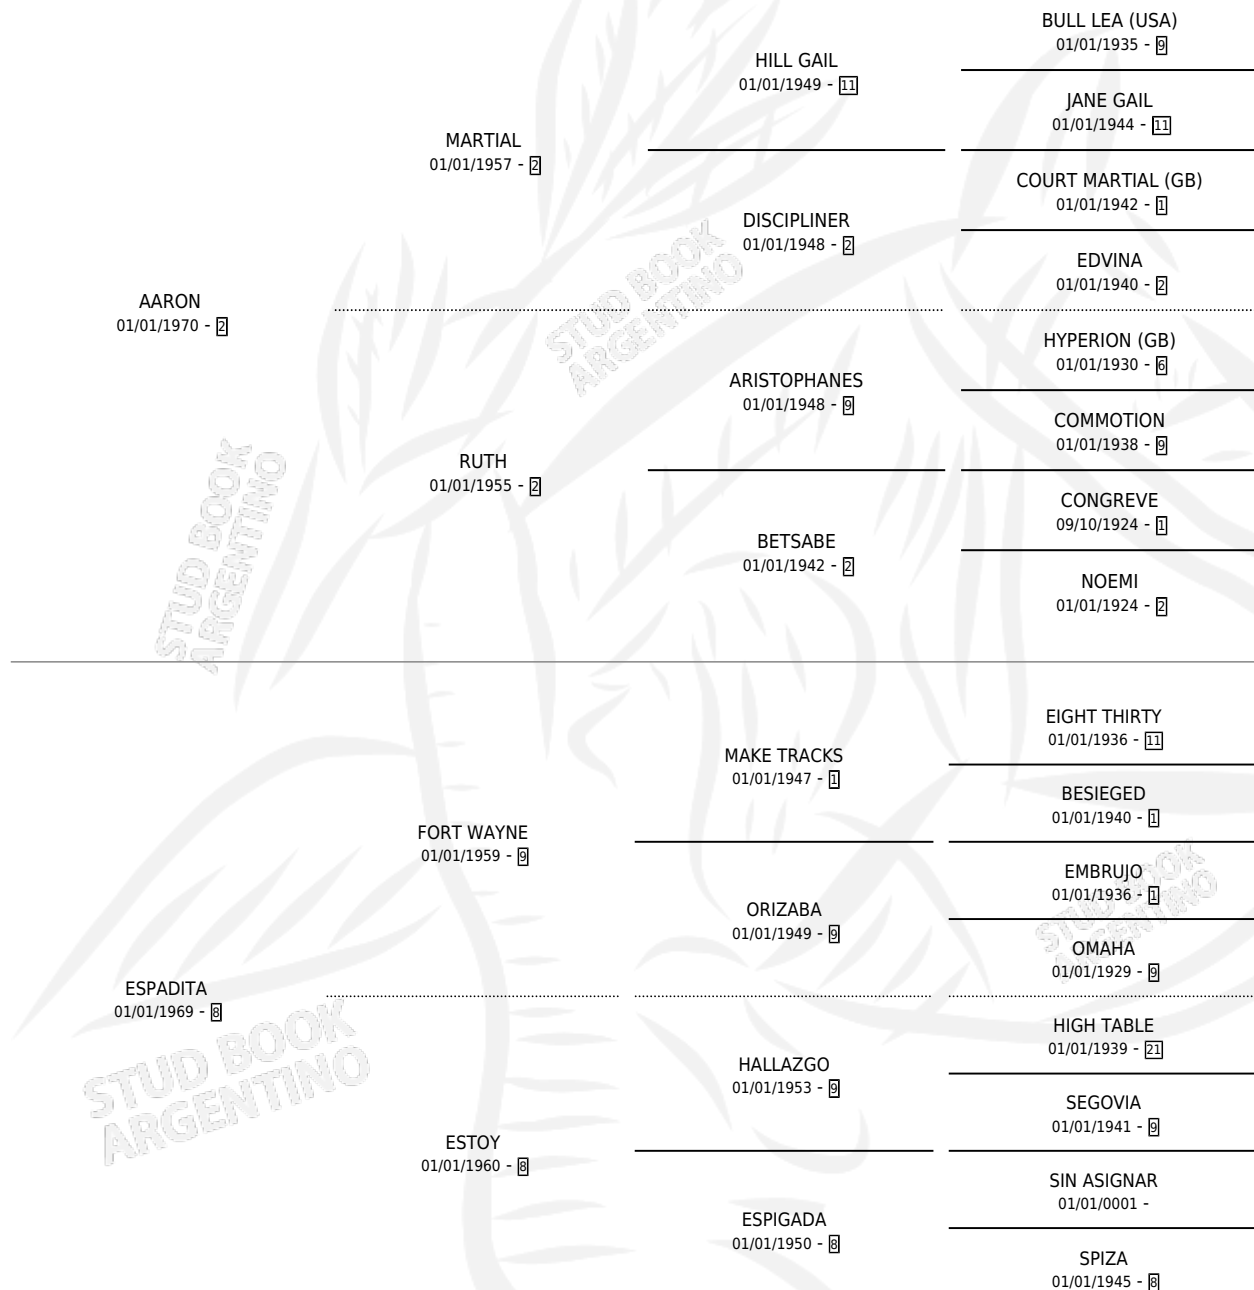 BULL LEA (USA)
01/01/1935 - 9
HILL GAIL
01/01/1949 - 11
JANE GAIL
01/01/1944 - 11
MARTIAL
01/01/1957 - 2
COURT MARTIAL (GB)
01/01/1942 - 1
DISCIPLINER
01/01/1948 - 2
EDVINA
01/01/1940 - 2
AARON
01/01/1970 - 2
HYPERION (GB)
01/01/1930 - 6
ARISTOPHANES
01/01/1948 - 9
COMMOTION
01/01/1938 - 9
RUTH
01/01/1955 - 2
CONGREVE
09/10/1924 - 1
BETSABE
01/01/1942 - 2
NOEMI
01/01/1924 - 2
STUD BOOK
ARGENTINO
STUD BOOK
ARGENTINO
EIGHT THIRTY
01/01/1936 - 11
MAKE TRACKS
01/01/1947 - 1
BESIEGED
01/01/1940 - 1
FORT WAYNE
01/01/1959 - 9
EMBRUJO
01/01/1936 - 1
ORIZABA
01/01/1949 - 9
OMAHA
01/01/1929 - 9
ESPADITA
01/01/1969 - 8
HIGH TABLE
01/01/1939 - 21
HALLAZGO
01/01/1953 - 9
SEGOVIA
01/01/1941 - 9
ESTOY
01/01/1960 - 8
SIN ASIGNAR
01/01/0001 -
ESPIGADA
01/01/1950 - 8
SPIZA
01/01/1945 - 8
STUD BOOK
ARGENTINO
STUD BOOK
ARGENTINO